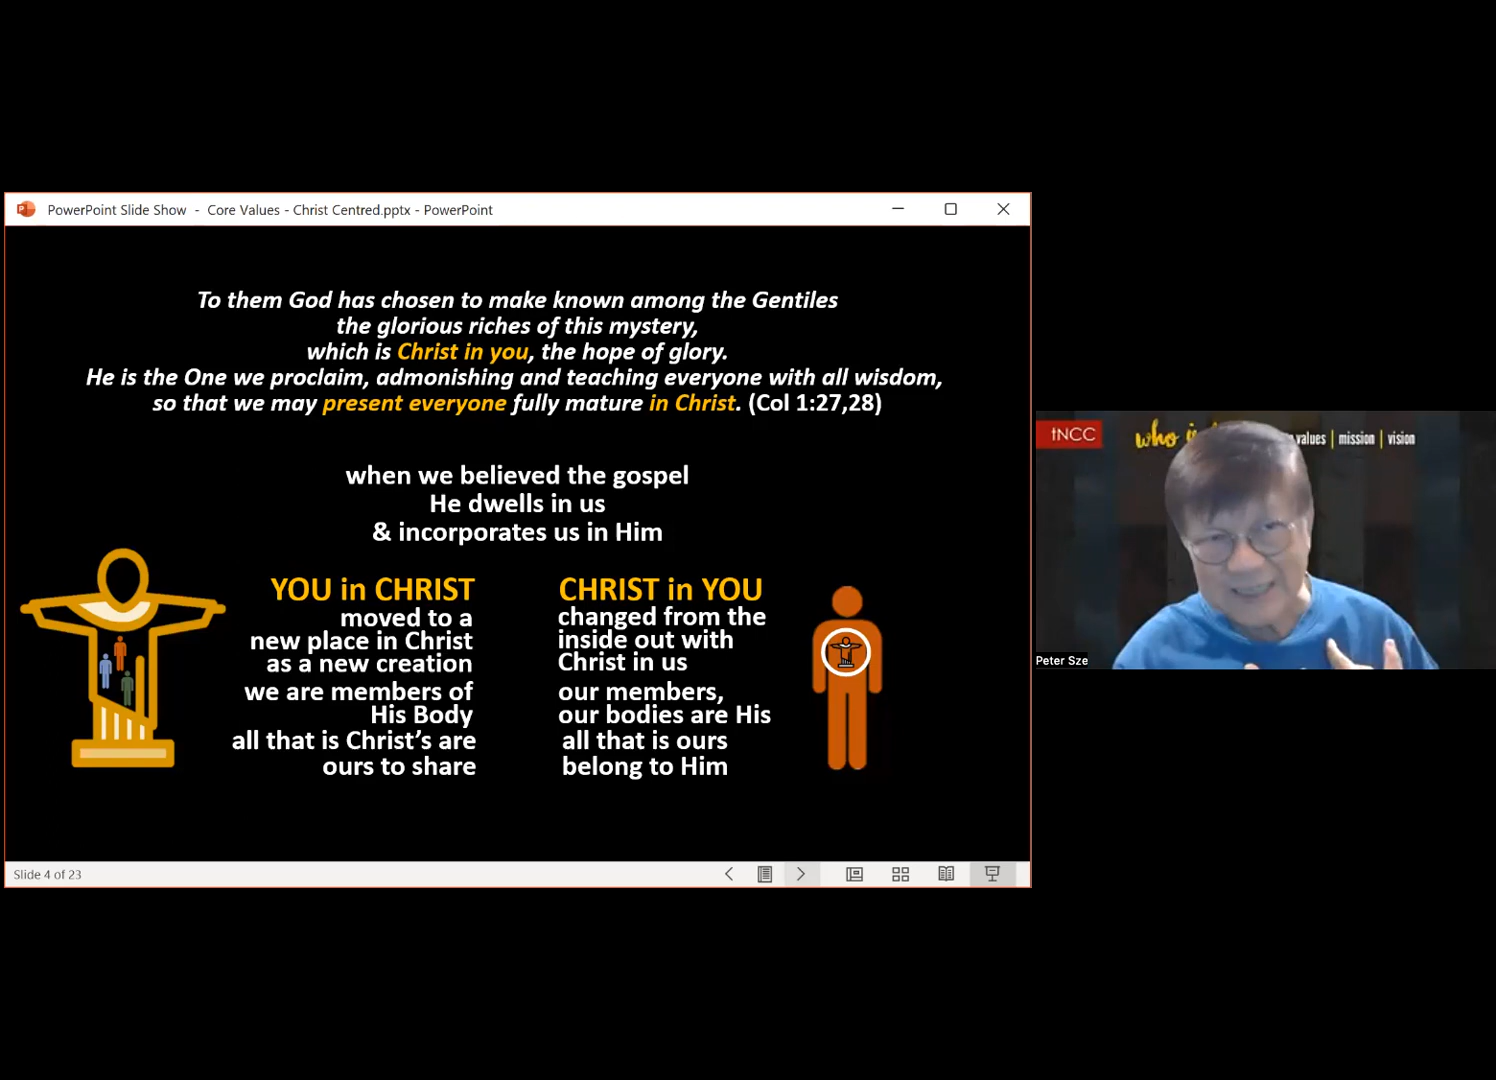 PowerPoint Slide Show - Core Values - Christ Centred.pptx - PowerPoint
To them God has chosen to make known among the Gentiles
the glorious riches of this mystery,
which is Christ in you, the hope of glory.
He is the One we proclaim, admonishing and teaching everyone with all wisdom,
so that we may present everyone fully mature in Christ. (Col 1:27,28)
when we believed the gospel
He dwells in us
& incorporates us in Him
YOU in CHRIST
moved to a
new place in Christ
as a new creation
we are members of
His Body
all that is Christ's are
ours to share
CHRIST in YOU
changed from the
inside out with
Christ in us
our members,
our bodies are His
all that is ours
belong to Him
Slide 4 of 23
tNCC
who
values | mission | vision
Peter Sze